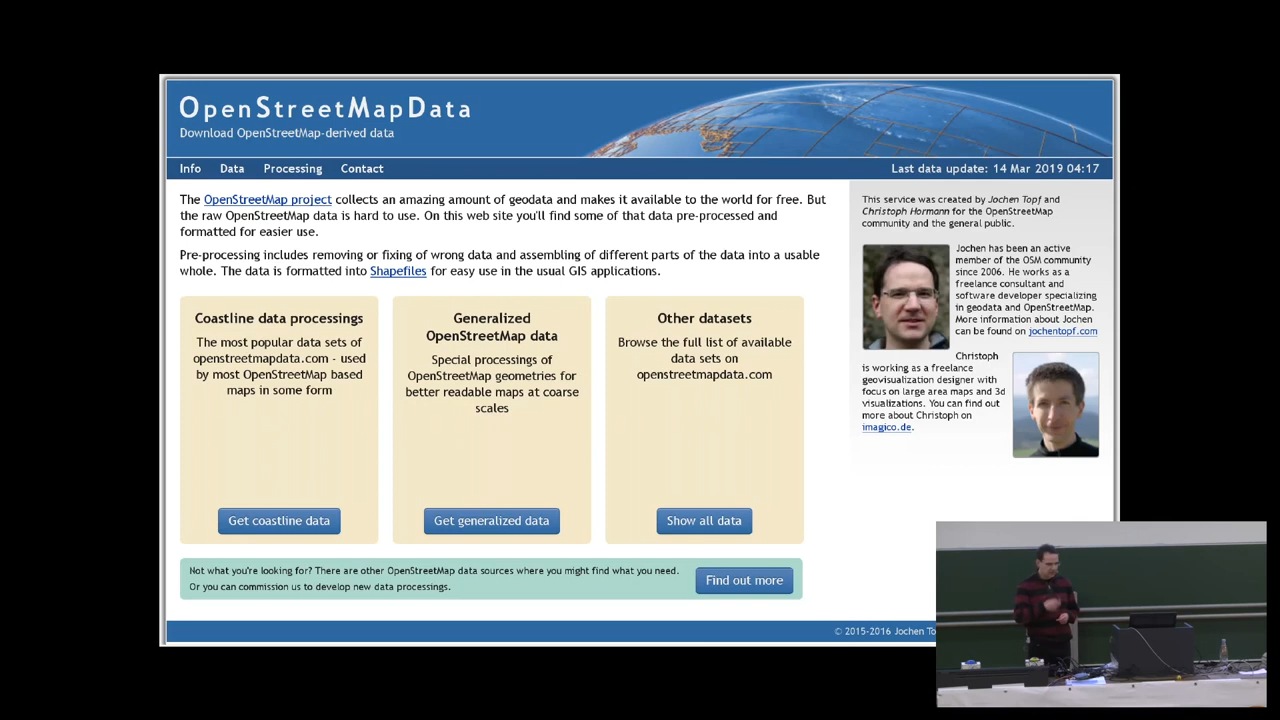 OpenStreetMapData
Download OpenStreetMap-derived data
Info Data Processing Contact Last data update: 14 Mar 2019 04:17
The OpenStreetMap project collects an amazing amount of geodata and makes it available to the world for free. But
the raw OpenStreetMap data is hard to use. On this web site you'll find some of that data pre-processed and
formatted for easier use.
Pre-processing includes removing or fixing of wrong data and assembling of different parts of the data into a usable
whole. The data is formatted into Shapefiles for easy use in the usual GIS applications.
Coastline data processings
The most popular data sets of
openstreetmapdata.com - used
by most OpenStreetMap based
maps in some form
Get coastline data
Generalized
OpenStreetMap data
Special processings of
OpenStreetMap geometries for
better readable maps at coarse
scales
Get generalized data
Other datasets
Browse the full list of available
data sets on
openstreetmapdata.com
Show all data
Not what you're looking for? There are other OpenStreetMap data sources where you might find what you need.
Or you can commission us to develop new data processings.
Find out more
This service was created by Jochen Topf and
Christoph Hormann for the OpenStreetMap
community and the general public.
Jochen has been an active
member of the OSM community
since 2006. He works as a
freelance consultant and
software developer specializing
in geodata and OpenStreetMap.
More information about Jochen
can be found on jochentopf.com
Christoph
is working as a freelance
geovisualization designer with
focus on large area maps and 3d
visualizations. You can find out
more about Christoph on
imagico.de.
© 2015-2016 Jochen To